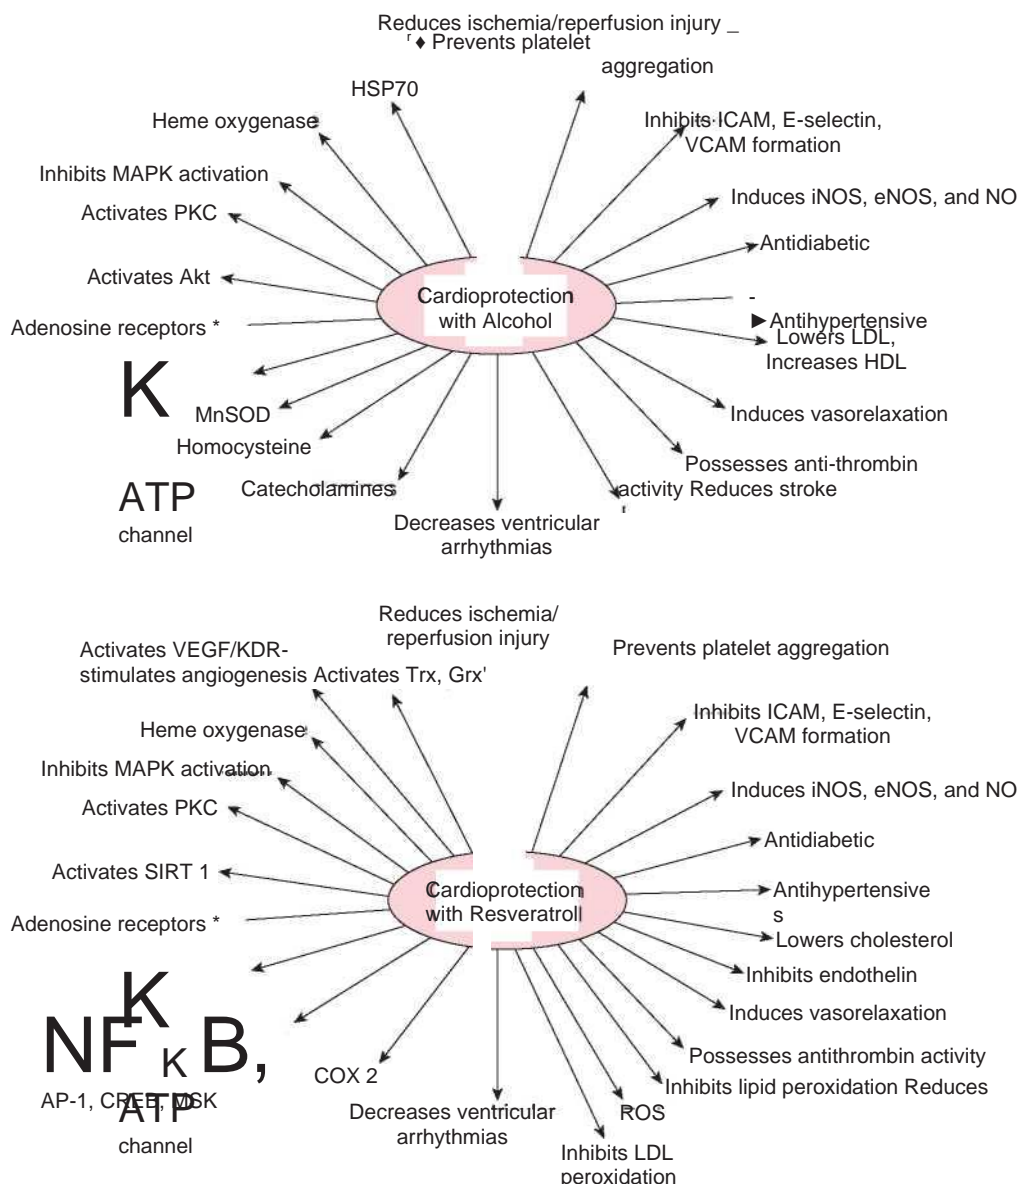 Reduces ischemia/reperfusion injury _
r ♦ Prevents platelet
aggregation
HSP70
Heme oxygenase
Inhibits ICAM, E-selectin,
VCAM formation
Inhibits MAPK activation
Activates PKC
Induces iNOS, eNOS, and NO
Antidiabetic
Activates Akt
Cardioprotection
with Alcohol
-
Adenosine receptors *
►Antihypertensive
Lowers LDL,
Increases HDL
K
MnSOD
Induces vasorelaxation
Homocysteine
Possesses anti-thrombin
activity Reduces stroke
ATP
channel
Catecholamines
Decreases ventricular
arrhythmias
Reduces ischemia/
reperfusion injury
Activates VEGF/KDR-
stimulates angiogenesis Activates Trx, Grx'
Prevents platelet aggregation
Heme oxygenase
Inhibits ICAM, E-selectin,
VCAM formation
Inhibits MAPK activation
Activates PKC
Induces iNOS, eNOS, and NO
Antidiabetic
Activates SIRT 1
Cardioprotection
with Resveratroll
Antihypertensive
s
Adenosine receptors *
Lowers cholesterol
Inhibits endothelin
K
NF K B,
AP-1, CREB, MSK
ATP
channel
Induces vasorelaxation
Possesses antithrombin activity
COX 2
Inhibits lipid peroxidation Reduces
ROS
Decreases ventricular
arrhythmias
Inhibits LDL
peroxidation